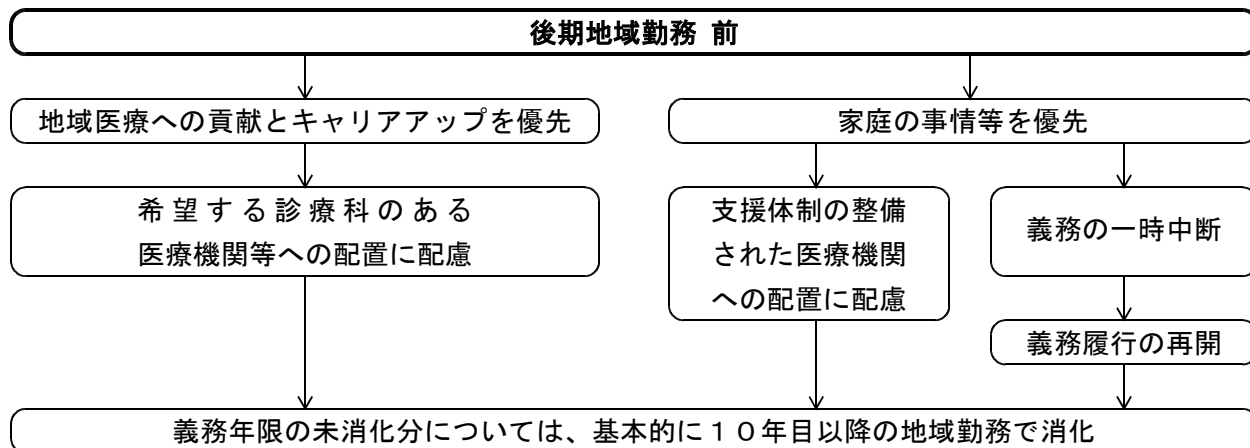 後期地域勤務 前
地域医療への貢献とキャリアアップを優先
家庭の事情等を優先
希望する診療科のある
医療機関等への配置に配慮
支援体制の整備
された医療機関
への配置に配慮
義務の一時中断
義務履行の再開
義務年限の未消化分については、基本的に１０年目以降の地域勤務で消化